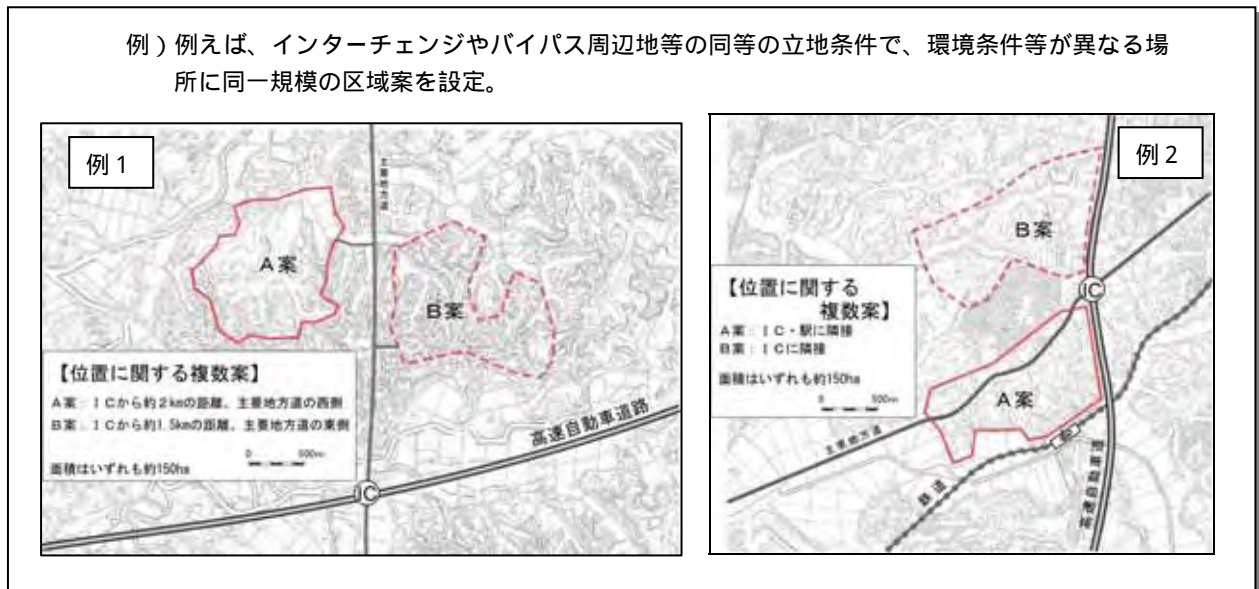 例）例えば、インターチェンジやバイパス周辺地等の同等の立地条件で、環境条件等が異なる場
所に同一規模の区域案を設定。
例１
主要地方道
A案
B案
【位置に関する複数案】
A案：ICから約2kmの距離、主要地方道の西側
B案：ICから約1.5kmの距離、主要地方道の東側
面積はいずれも約150ha
0 500m
高速自動車道路
IC
例２
B案
【位置に関する
複数案】
A案：IC・駅に隣接
B案：ICに隣接
面積はいずれも約150ha
0 500m
IC
A案
主要地方道
鉄道
駅
高速自動車道